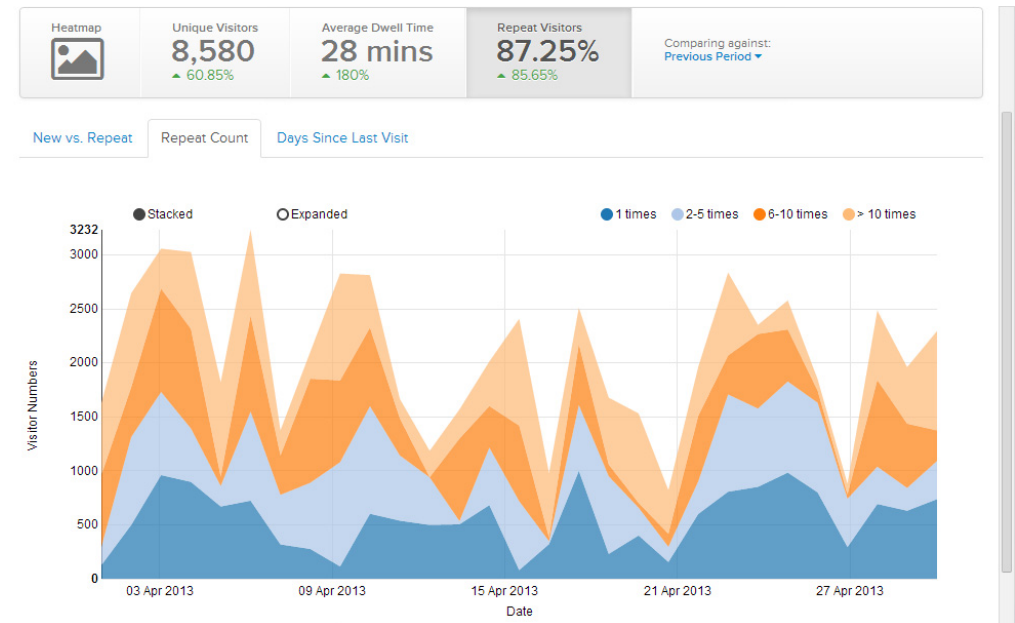 Heatmap
Unique Visitors
8,580
60.85%
Average Dwell Time
28 mins
180%
Repeat Visitors
87.25%
85.65%
Comparing against:
Previous Period
New vs. Repeat
Repeat Count
Days Since Last Visit
Stacked
Expanded
1 times
2-5 times
6-10 times
> 10 times
3232
3000
2500
2000
1500
1000
500
0
Visitor Numbers
03 Apr 2013
09 Apr 2013
15 Apr 2013
21 Apr 2013
27 Apr 2013
Date